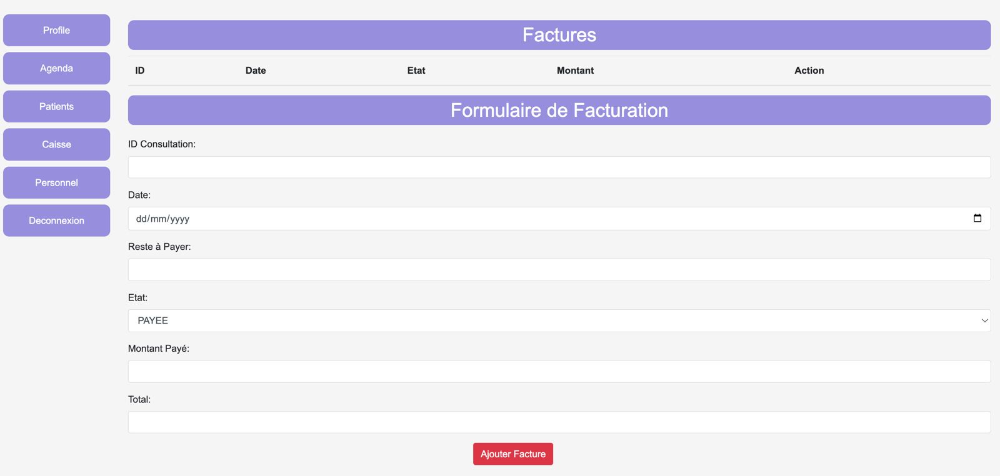 Profile
Agenda
Patients
Caisse
Personnel
Deconnexion
Factures
ID Date Etat Montant Action
Formulaire de Facturation
ID Consultation:
Date:
dd/mm/yyyy
Reste à Payer:
Etat:
PAYEE
Montant Payé:
Total:
Ajouter Facture